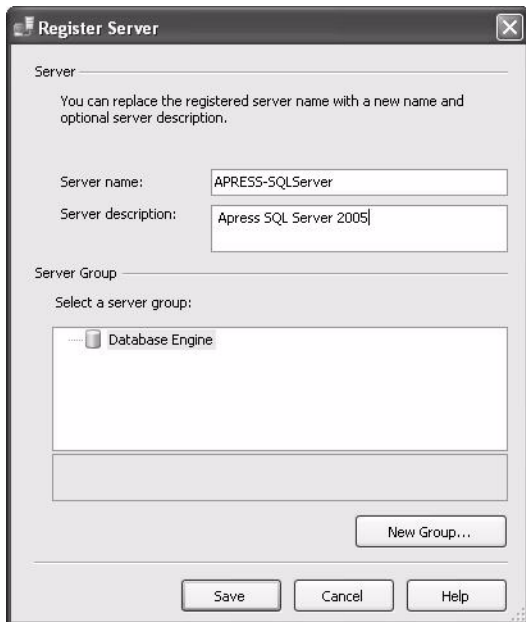 Register Server
Server
You can replace the registered server name with a new name and
optional server description.
Server name:
APRESS-SQLServer
Server description:
Apress SQL Server 2005
Server Group
Select a server group:
Database Engine
New Group...
Save
Cancel
Help